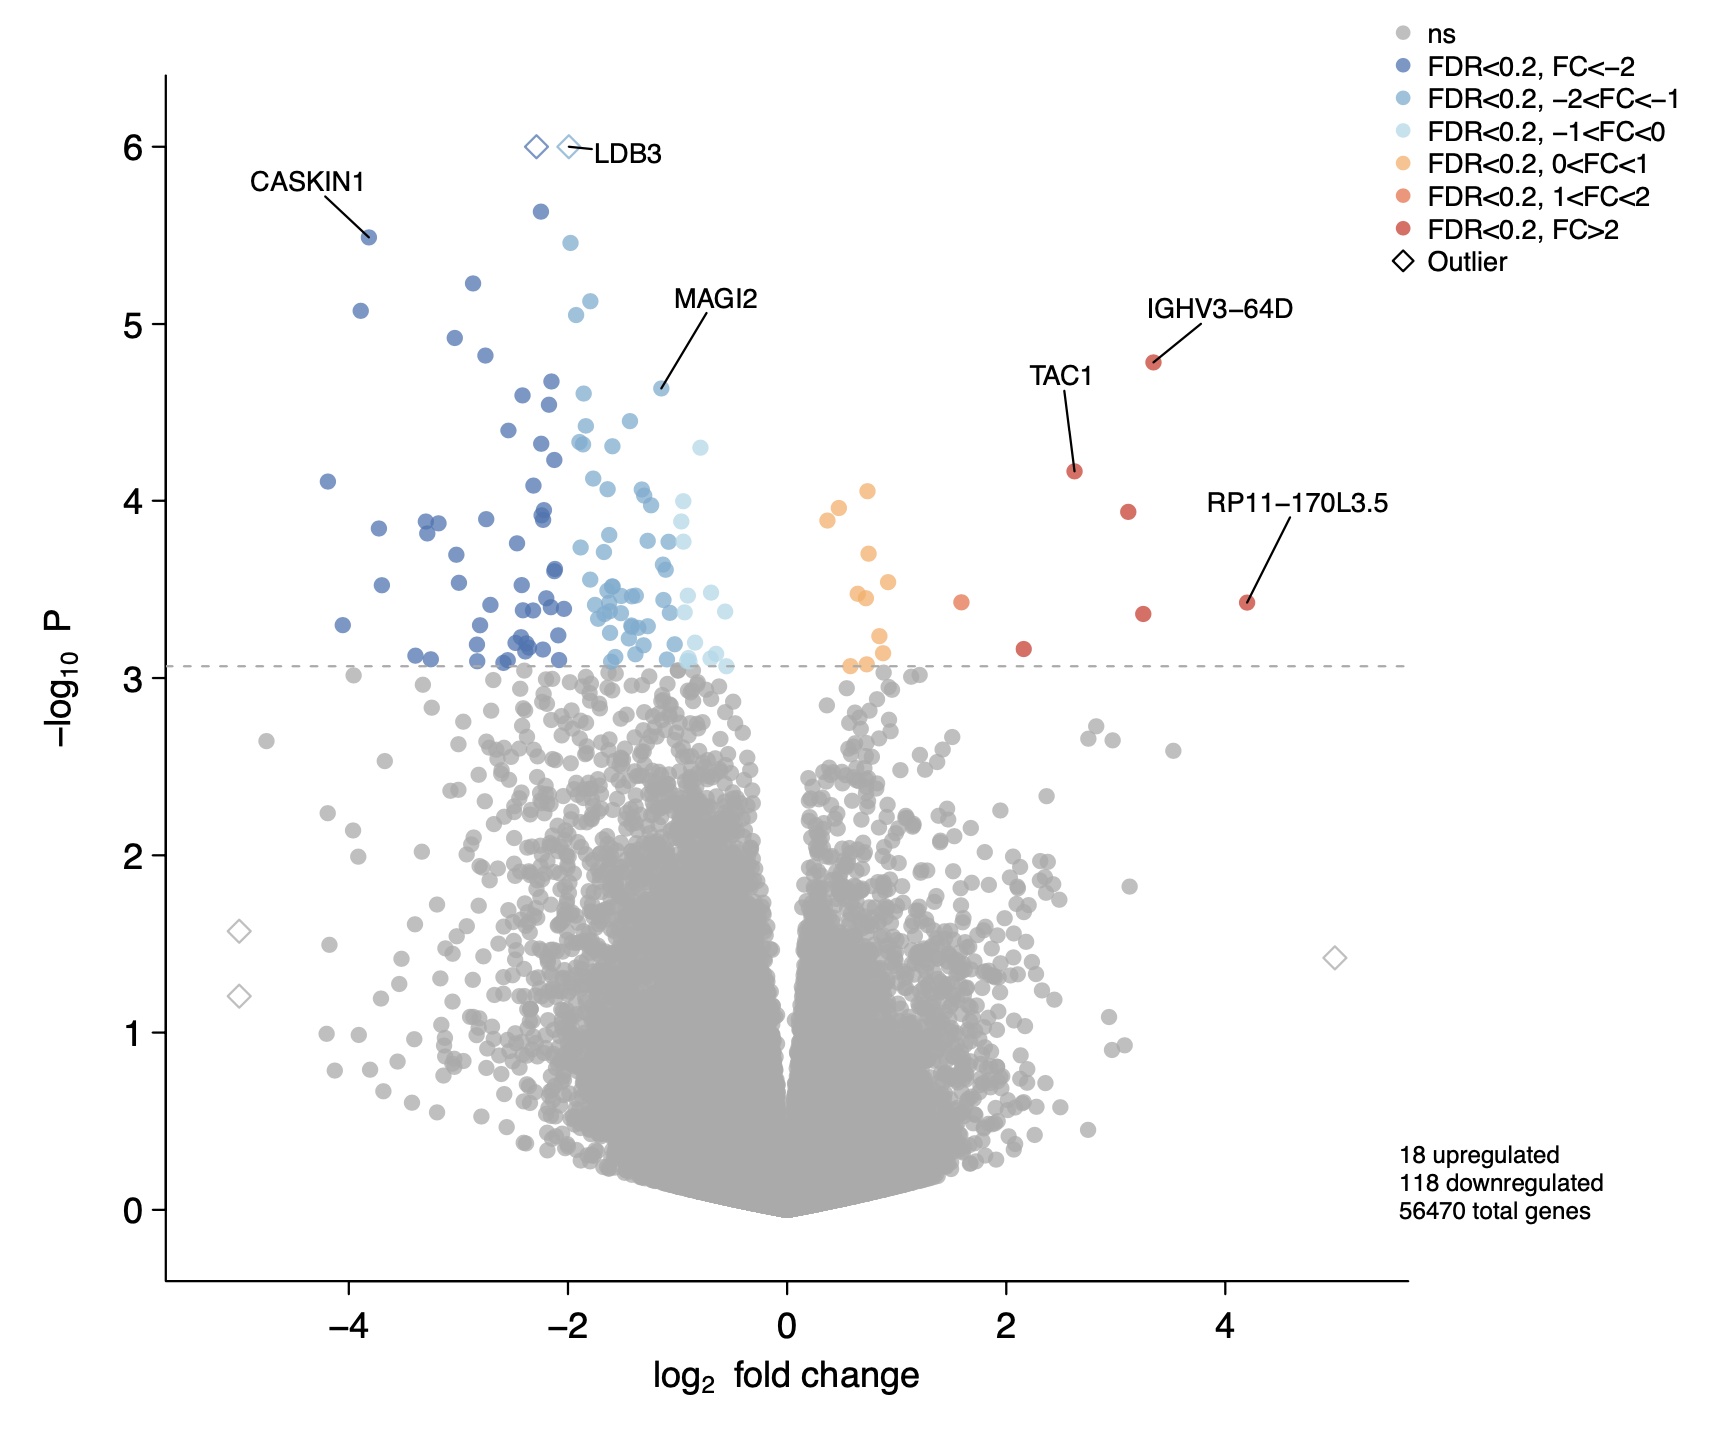 ns
FDR<0.2, FC<−2
FDR<0.2, −2<FC<−1
FDR<0.2, −1<FC<0
FDR<0.2, 0<FC<1
FDR<0.2, 1<FC<2
FDR<0.2, FC>2
Outlier
LDB3
CASKIN1
MAGI2
IGHV3−64D
TAC1
RP11−170L3.5
6
5
4
3
2
1
0
−log10 P
18 upregulated
118 downregulated
56470 total genes
−4
−2
0
2
4
log2 fold change